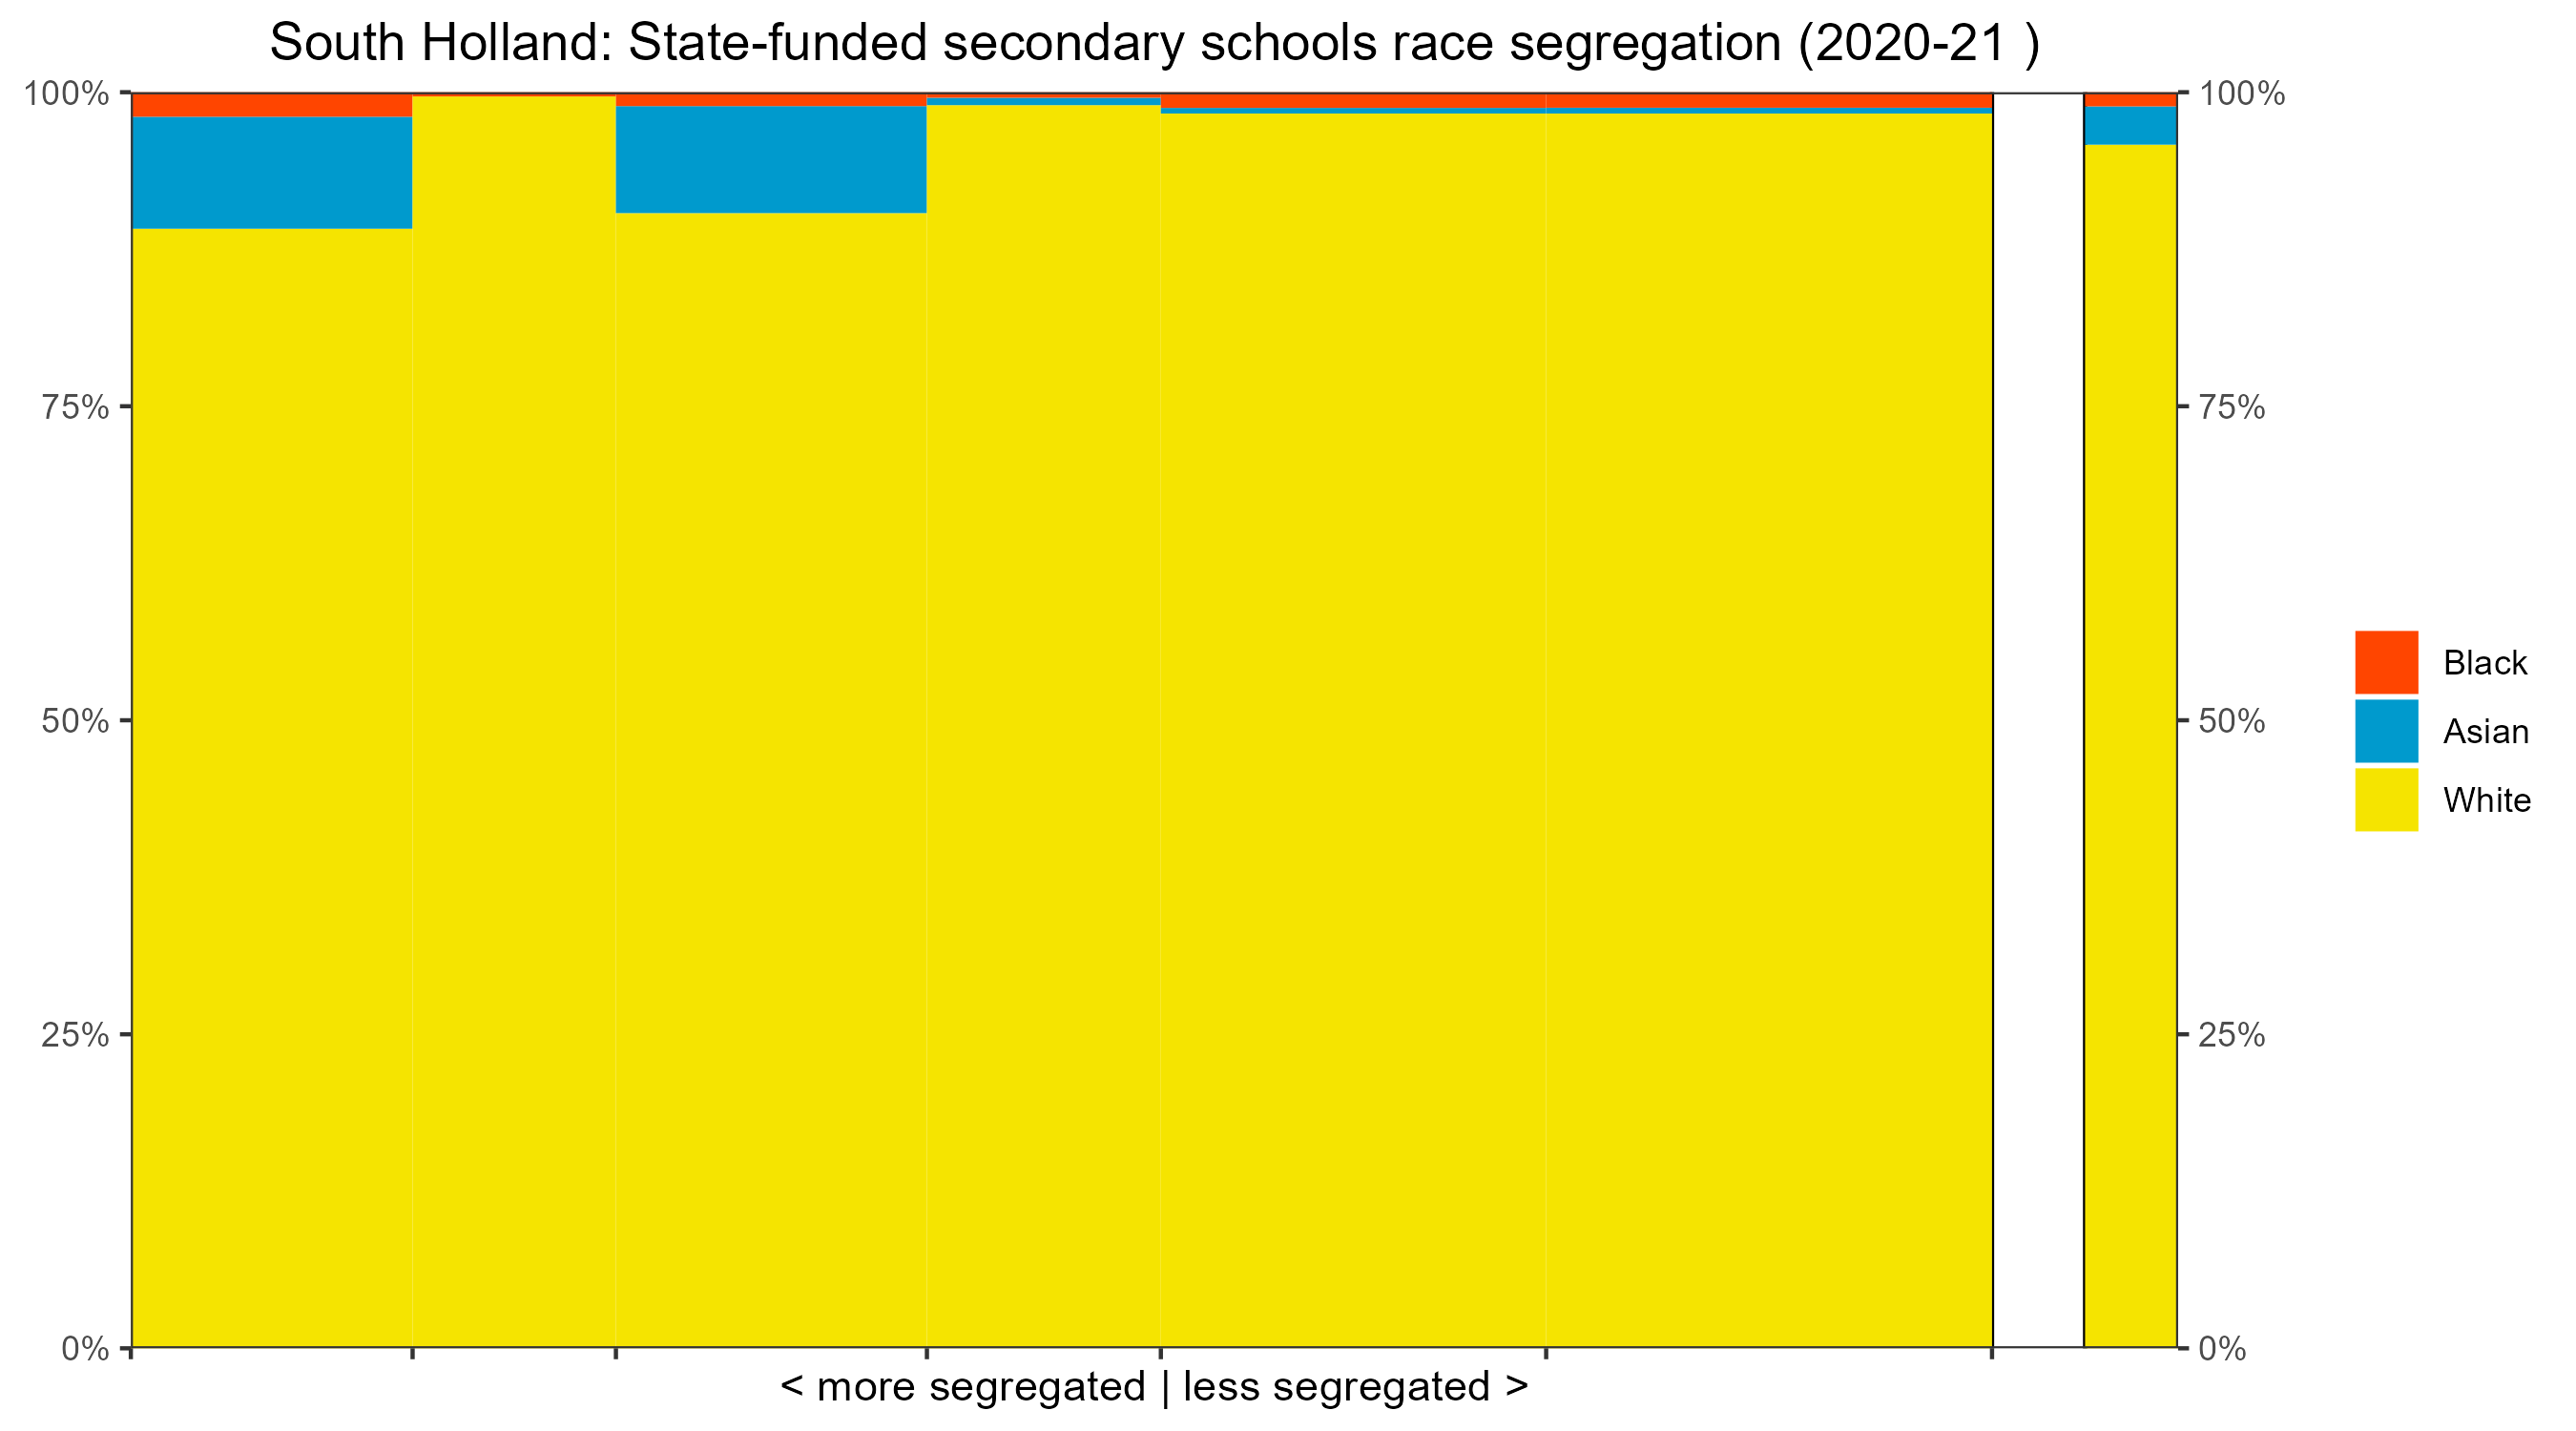 South Holland: State-funded secondary schools race segregation (2020-21 )
100%
75%
50%
25%
0%
100%
75%
50%
25%
0%
Black
Asian
White
< more segregated | less segregated >